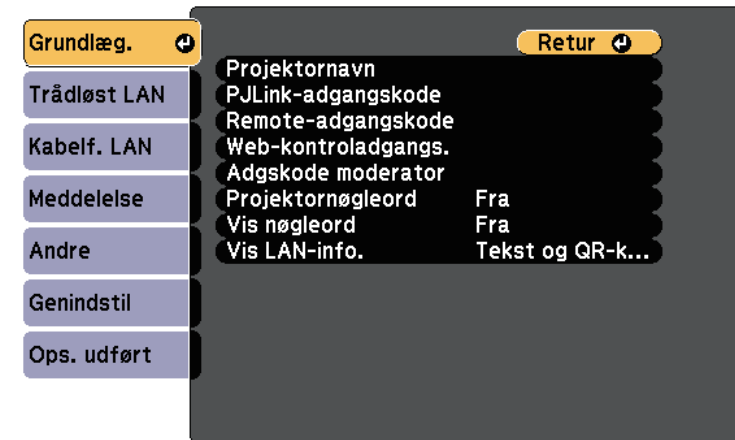 Grundlæg.
Trådløst LAN
Kabelf. LAN
Meddelelse
Andre
Genindstil
Ops. udført
Retur
Projektornavn
PJLink-adgangskode
Remote-adgangskode
Web-kontroladgangs.
Adgskode moderator
Projektornøgleord Fra
Vis nøgleord Fra
Vis LAN-info. Tekst og QR-k...